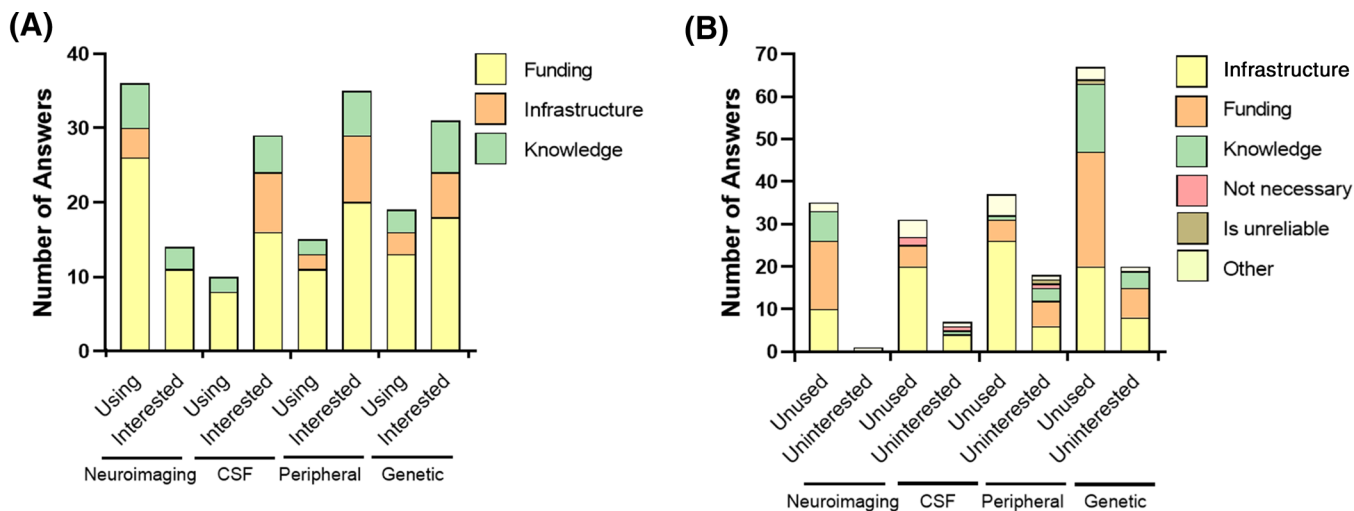 (A)
40
30
20
10
0
Number of Answers
Funding
Infrastructure
Knowledge
Using
Interested
Using
Interested
Using
Interested
Using
Interested
Neuroimaging
CSF
Peripheral
Genetic
(B)
70
60
50
40
30
20
10
0
Number of Answers
Infrastructure
Funding
Knowledge
Not necessary
Is unreliable
Other
Unused
Uninterested
Unused
Uninterested
Unused
Uninterested
Unused
Uninterested
Neuroimaging
CSF
Peripheral
Genetic